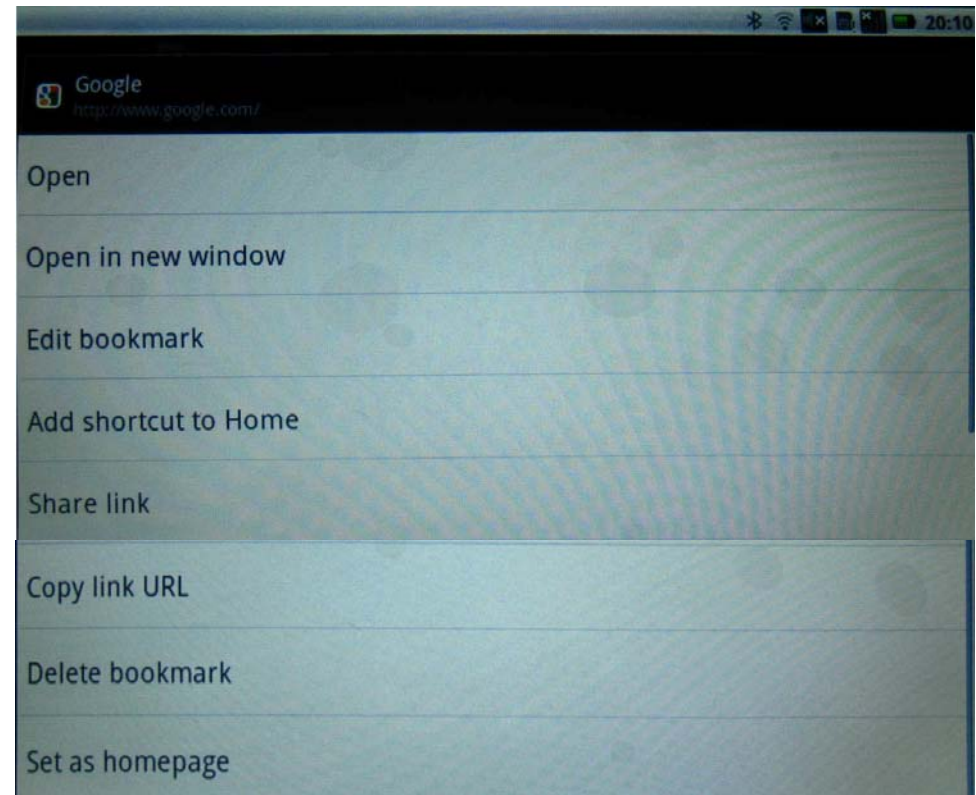 20:10
Google
http://www.google.com/
Open
Open in new window
Edit bookmark
Add shortcut to Home
Share link
Copy link URL
Delete bookmark
Set as homepage